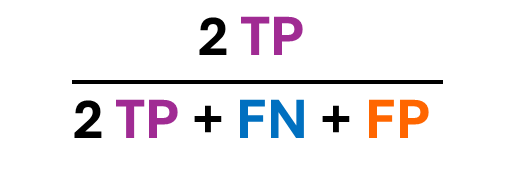 2 TP
2 TP + FN + FP